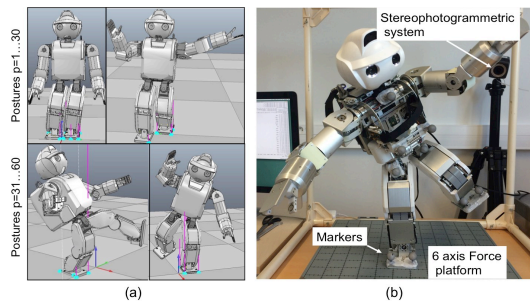 Postures p=1...30
Postures p=31...60
(a)
Stereophotogrammetric
system
Markers
6 axis Force
platform
(b)